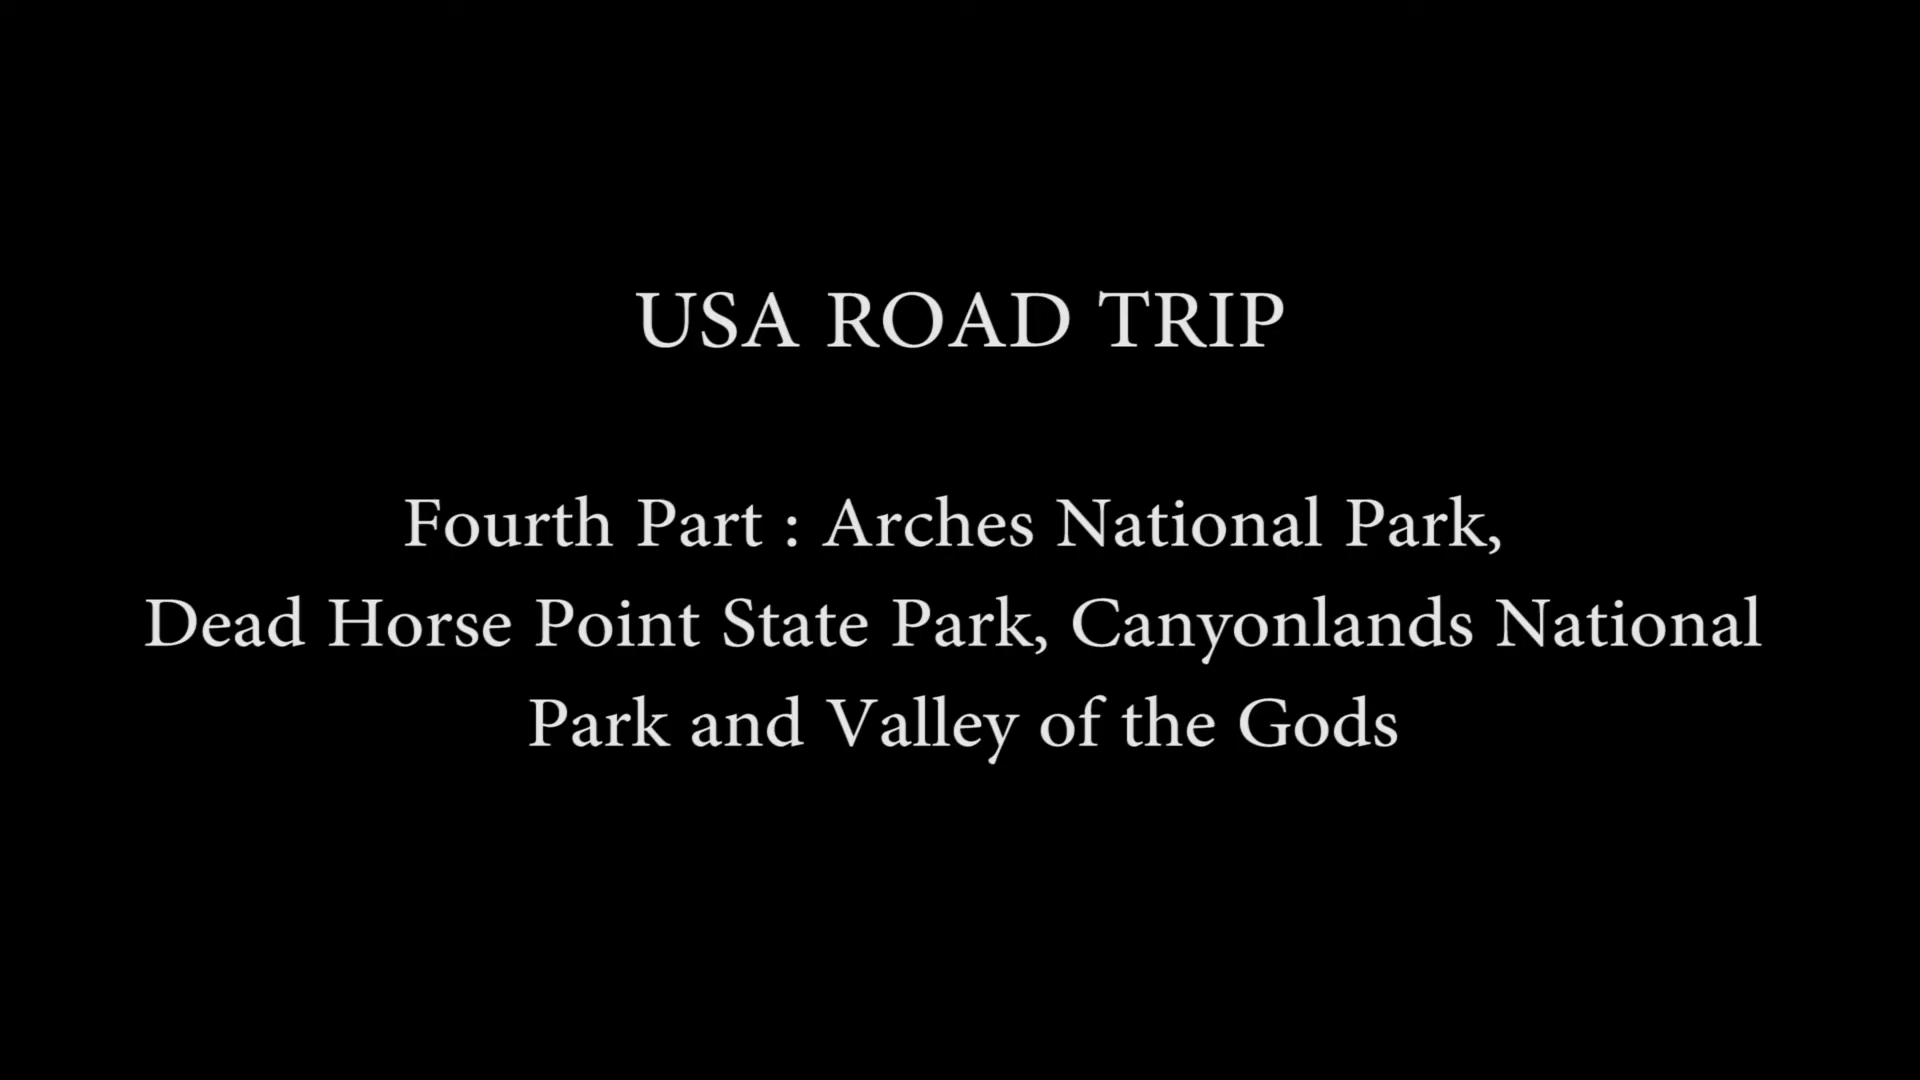 USA ROAD TRIP
Fourth Part : Arches National Park,
Dead Horse Point State Park, Canyonlands National
Park and Valley of the Gods